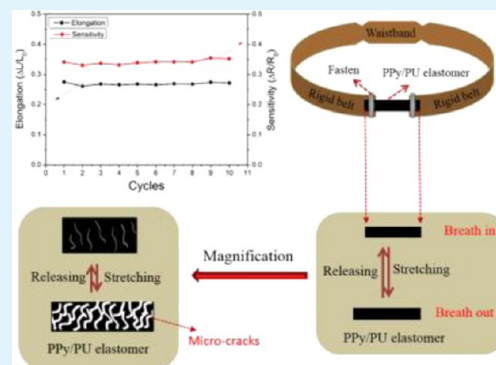 Elongation
Sensitivity
Elongation (ΔL/L₀)
Sensitivity (ΔR/R₀)
0.5
0.4
0.3
0.2
0.1
0.0
0.5
0.4
0.3
0.2
0.1
0.0
0 1 2 3 4 5 6 7 8 9 10 11
Cycles
Waistband
Fasten
PPy/PU elastomer
Rigid belt
Rigid belt
Breath in
Releasing
Stretching
Breath out
PPy/PU elastomer
Magnification
Releasing
Stretching
Micro-cracks
PPy/PU elastomer